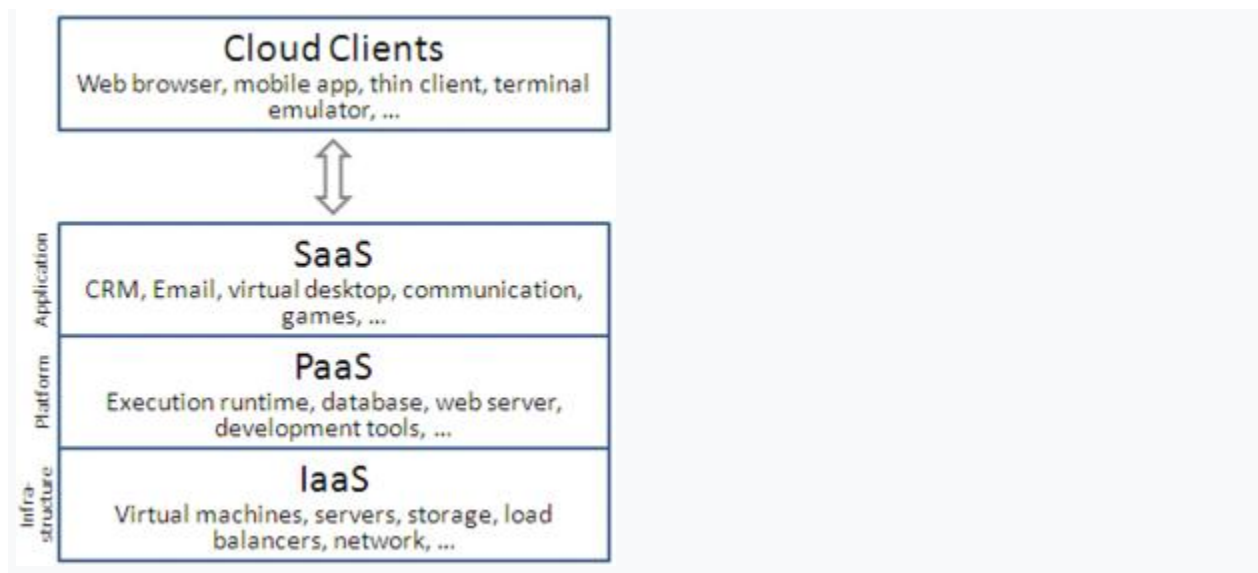 Cloud Clients
Web browser, mobile app, thin client, terminal
emulator, ...
Application
SaaS
CRM, Email, virtual desktop, communication,
games, ...
Platform
PaaS
Execution runtime, database, web server,
development tools, ...
Infra-
structure
IaaS
Virtual machines, servers, storage, load
balancers, network, ...